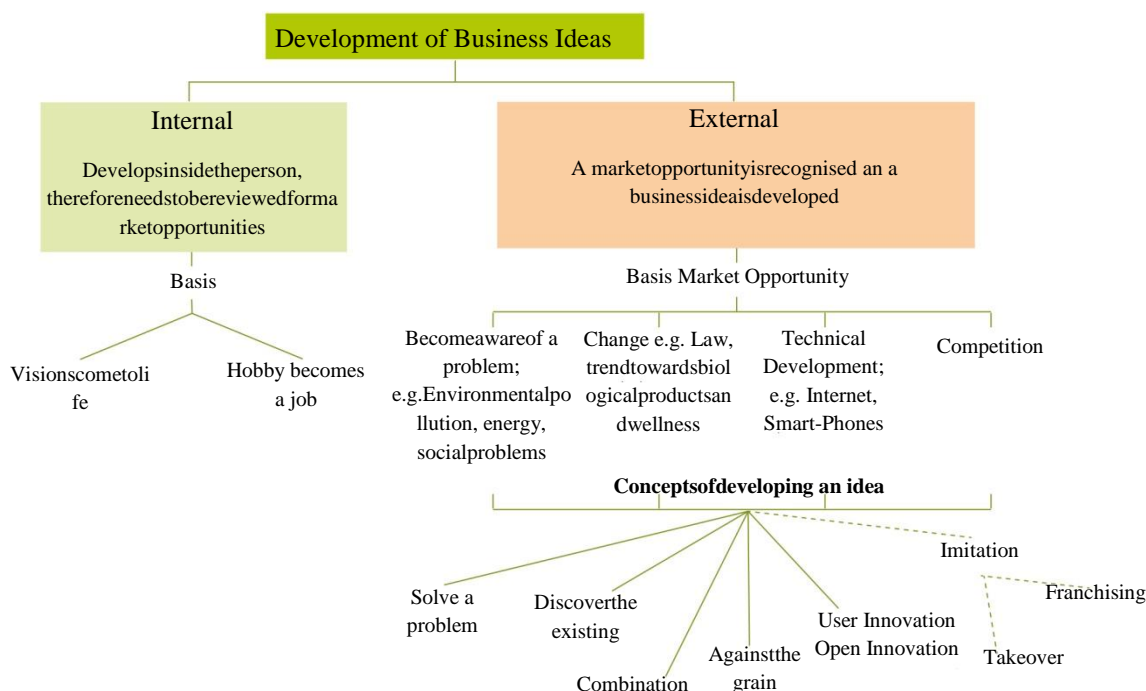 Development of Business Ideas
Internal
Developsinsidetheperson,
thereforeneedstobereviewedforma
rketopportunities
External
A marketopportunityisrecognised an a
businessideaisdeveloped
Basis
Visionscometoli
fe
Hobby becomes
a job
Basis Market Opportunity
Becomeawareof a
problem;
e.g.Environmentalpo
llution, energy,
socialproblems
Change e.g. Law,
trendtowardsbiol
ogicalproductsan
dwellness
Technical
Development;
e.g. Internet,
Smart-Phones
Competition
Conceptsofdeveloping an idea
Solve a
problem
Discoverthe
existing
Combination
Againstthe
grain
User Innovation
Open Innovation
Imitation
Franchising
Takeover